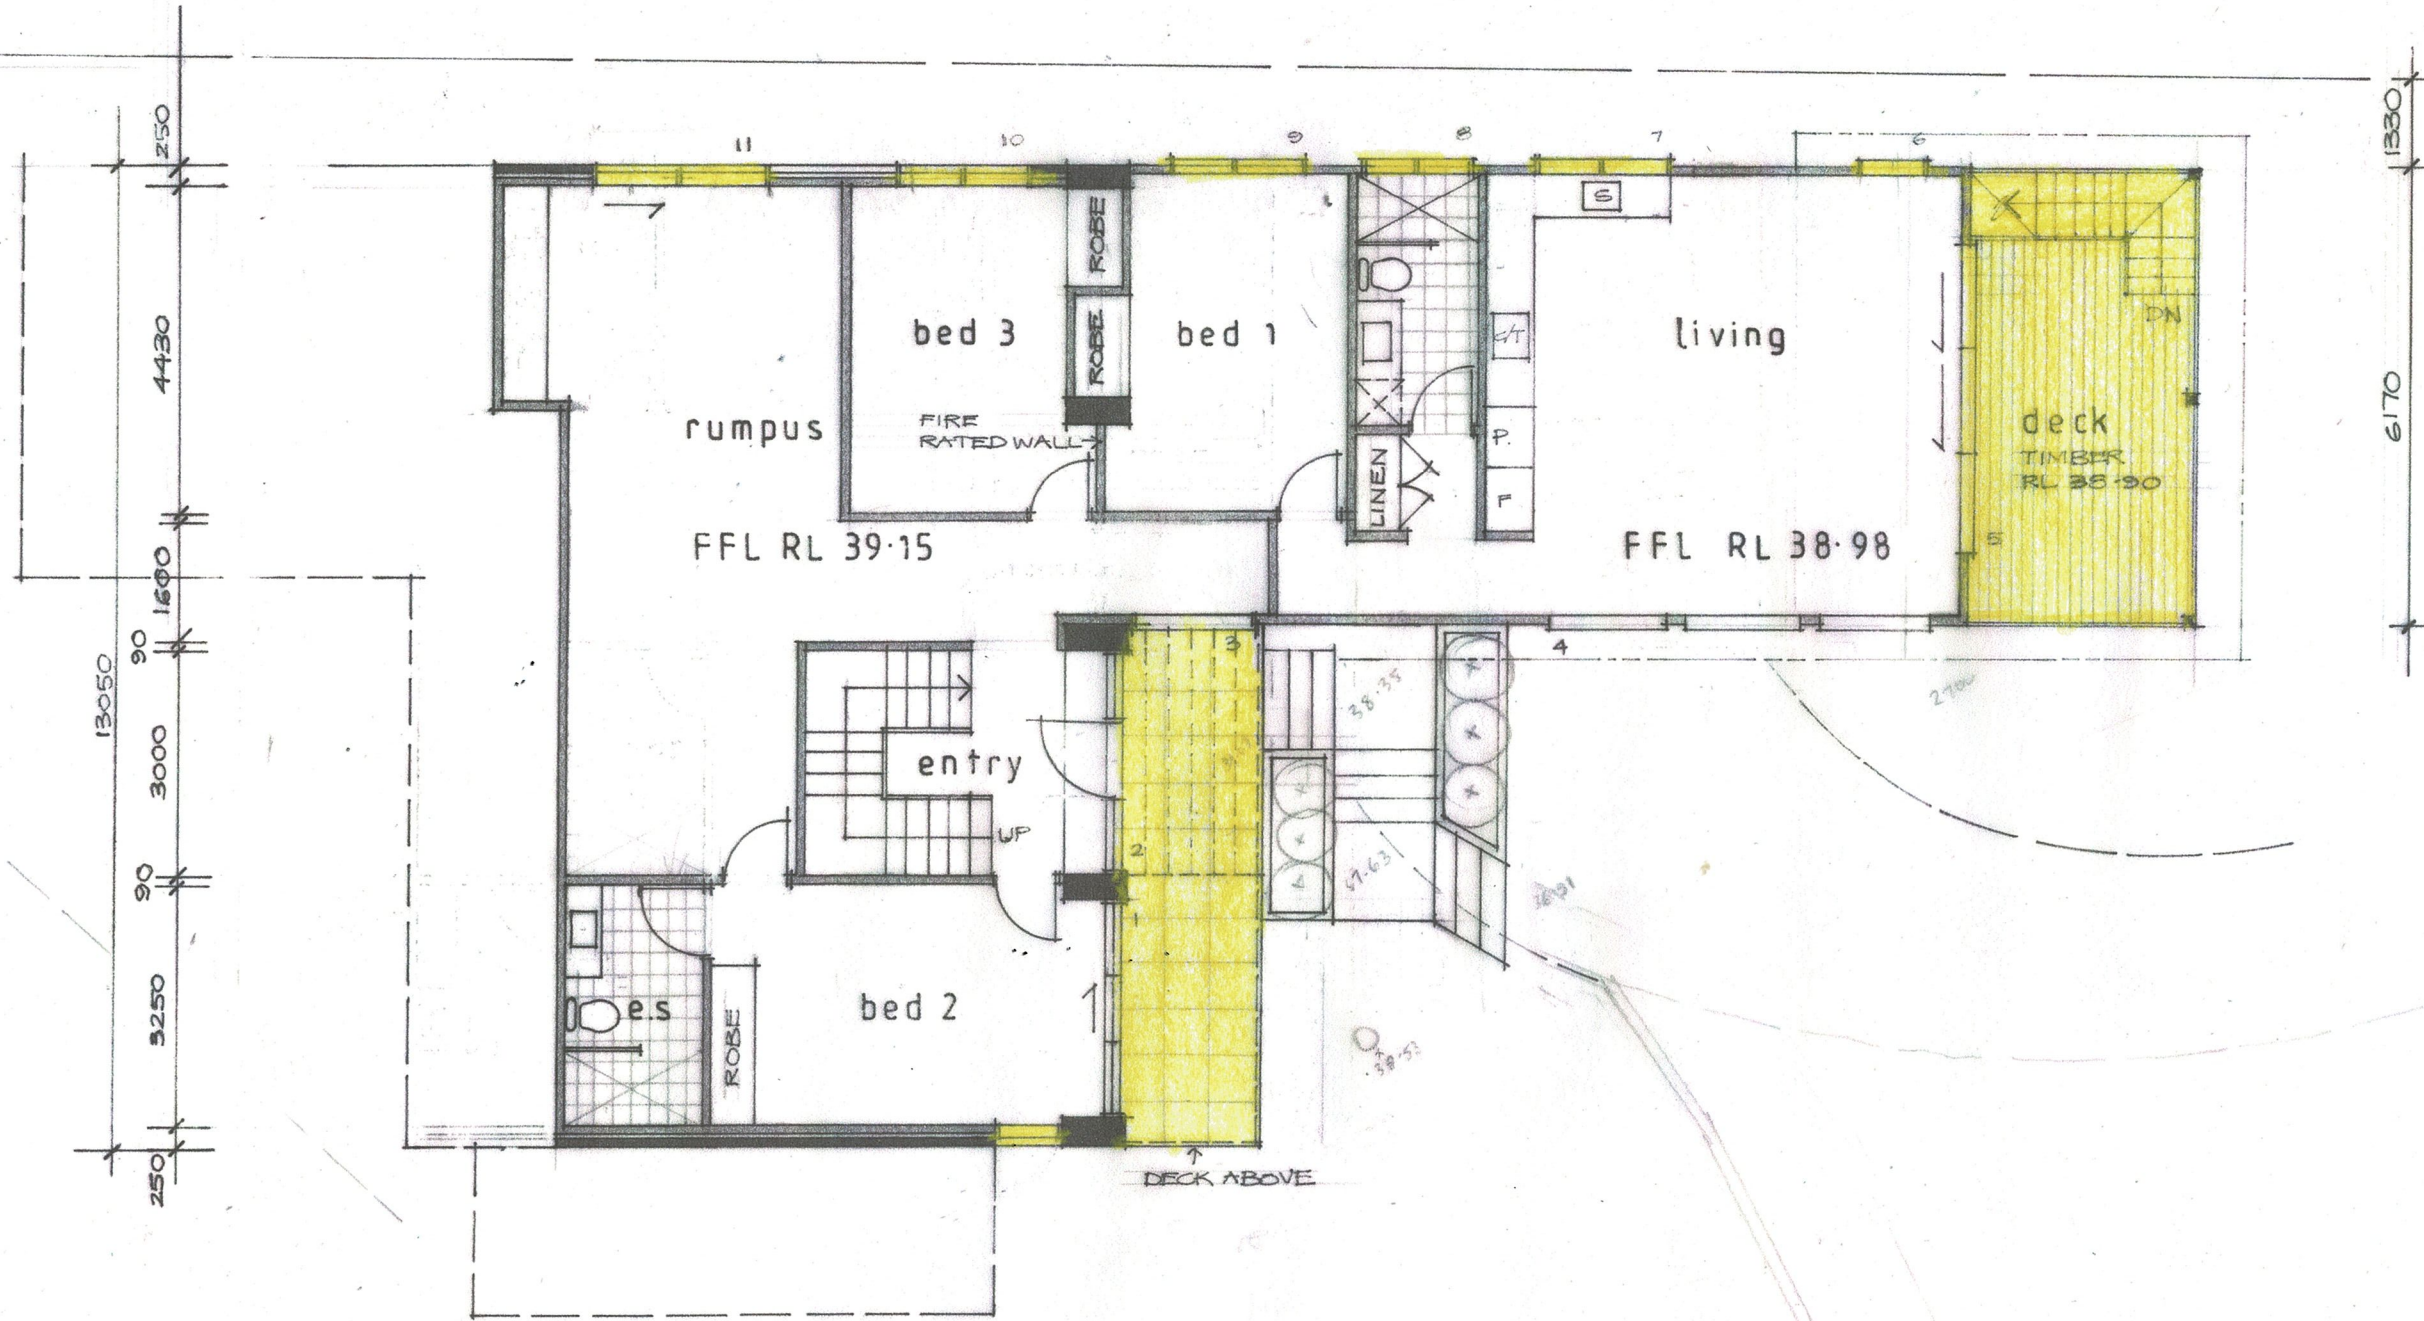 250
11
10
9
8
7
6
1330
S
ROBE
ROBE
bed 3
bed 1
living
C/T
DN
4430
rumpus
FIRE
RATED WALL
P.
deck
TIMBER
RL 38.90
6170
LINEN
F
FFL RL 39.15
FFL RL 38.98
5
1600
90
3
4
38.35
2700
13050
3000
entry
UP
2
90
1
3250
e.s
ROBE
bed 2
38.53
250
DECK ABOVE